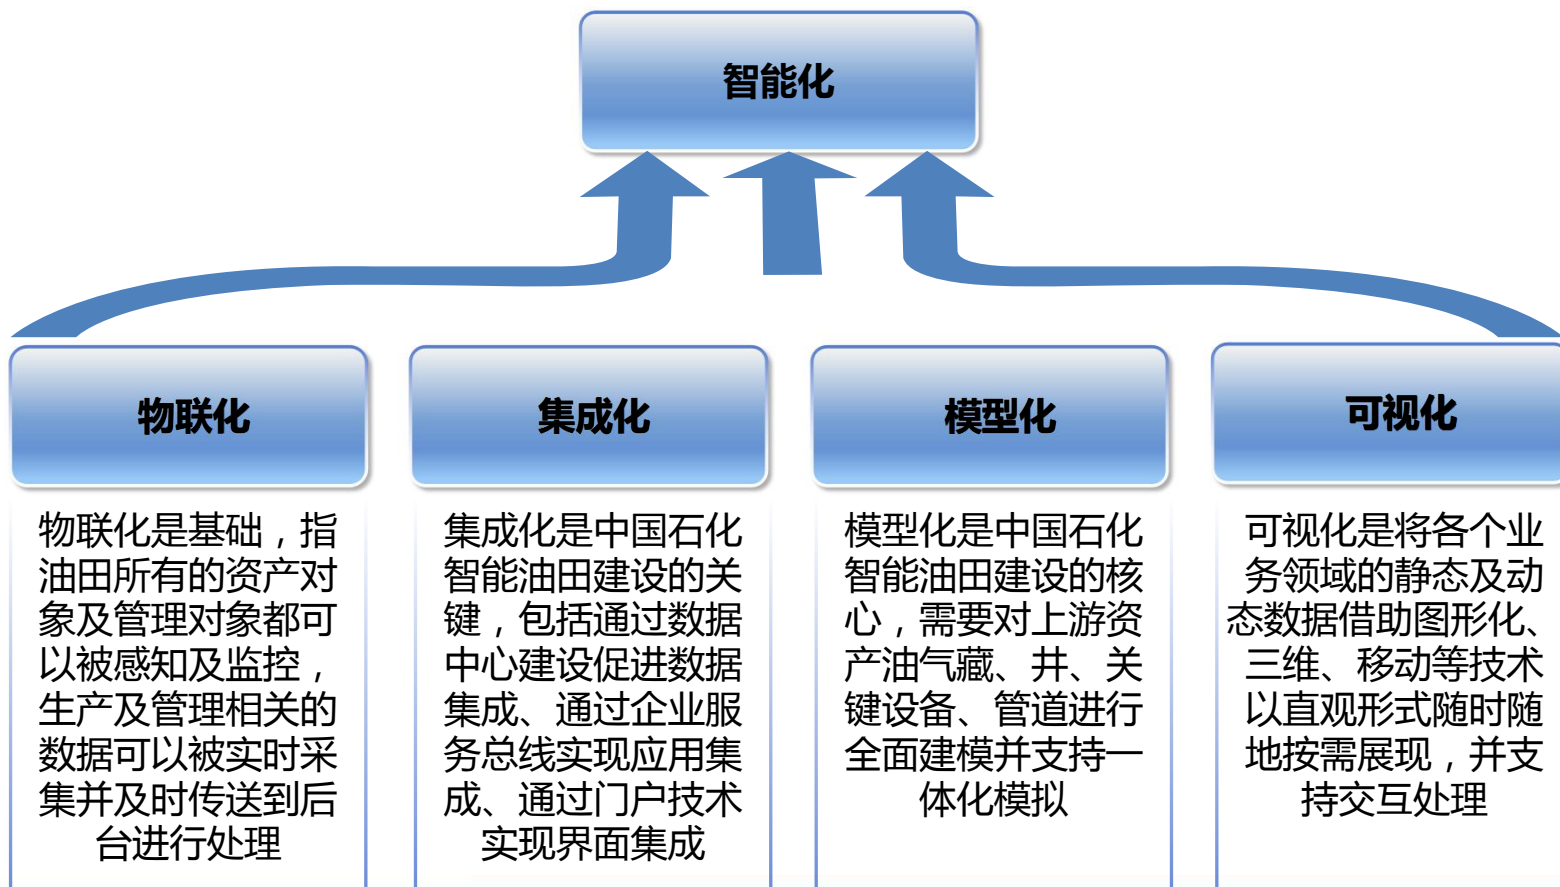 智能化
物联化
物联化是基础，指
油田所有的资产对
象及管理对象都可
以被感知及监控，
生产及管理相关的
数据可以被实时采
集并及时传送到后
台进行处理
集成化
集成化是中国石化
智能油田建设的关
键，包括通过数据
中心建设促进数据
集成、通过企业服
务总线实现应用集
成、通过门户技术
实现界面集成
模型化
模型化是中国石化
智能油田建设的核
心，需要对上游资
产油气藏、井、关
键设备、管道进行
全面建模并支持一
体化模拟
可视化
可视化是将各个业
务领域的静态及动
态数据借助图形化、
三维、移动等技术
以直观形式随时随
地按需展现，并支
持交互处理